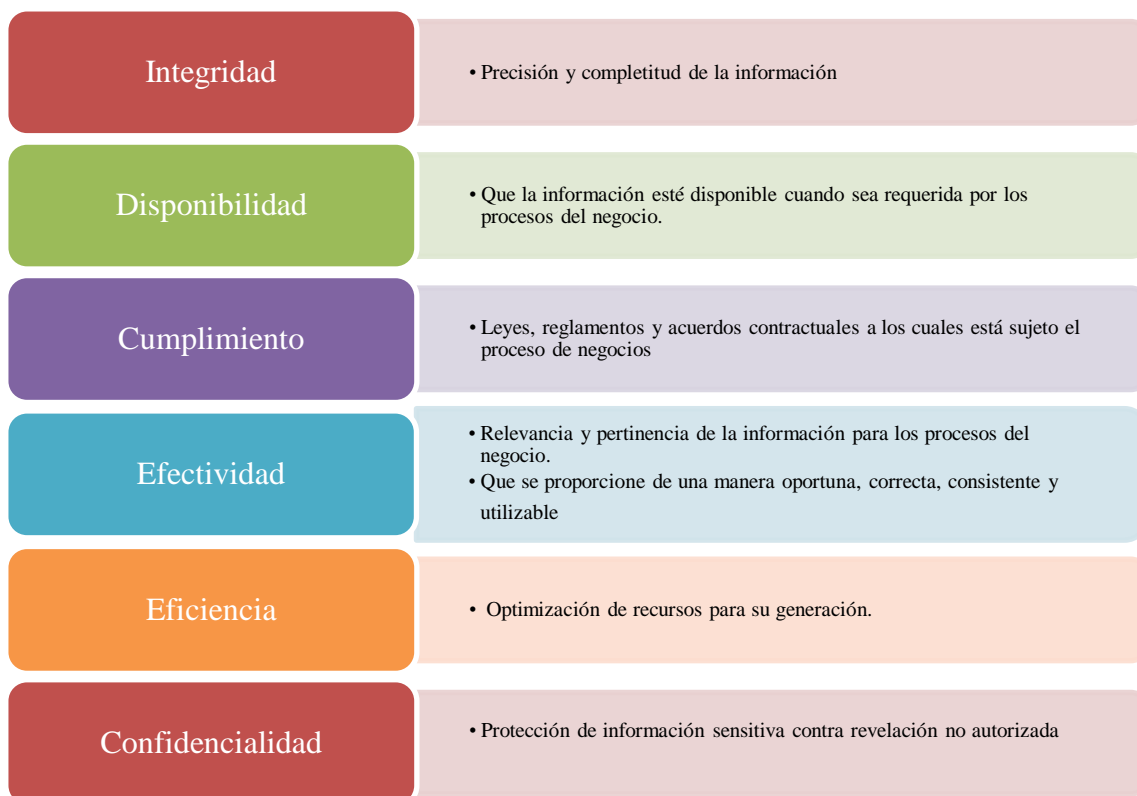 Integridad
• Precisión y completitud de la información
Disponibilidad
• Que la información esté disponible cuando sea requerida por los
procesos del negocio.
Cumplimiento
• Leyes, reglamentos y acuerdos contractuales a los cuales está sujeto el
proceso de negocios
Efectividad
• Relevancia y pertinencia de la información para los procesos del
negocio.
• Que se proporcione de una manera oportuna, correcta, consistente y
utilizable
Eficiencia
• Optimización de recursos para su generación.
Confidencialidad
• Protección de información sensitiva contra revelación no autorizada